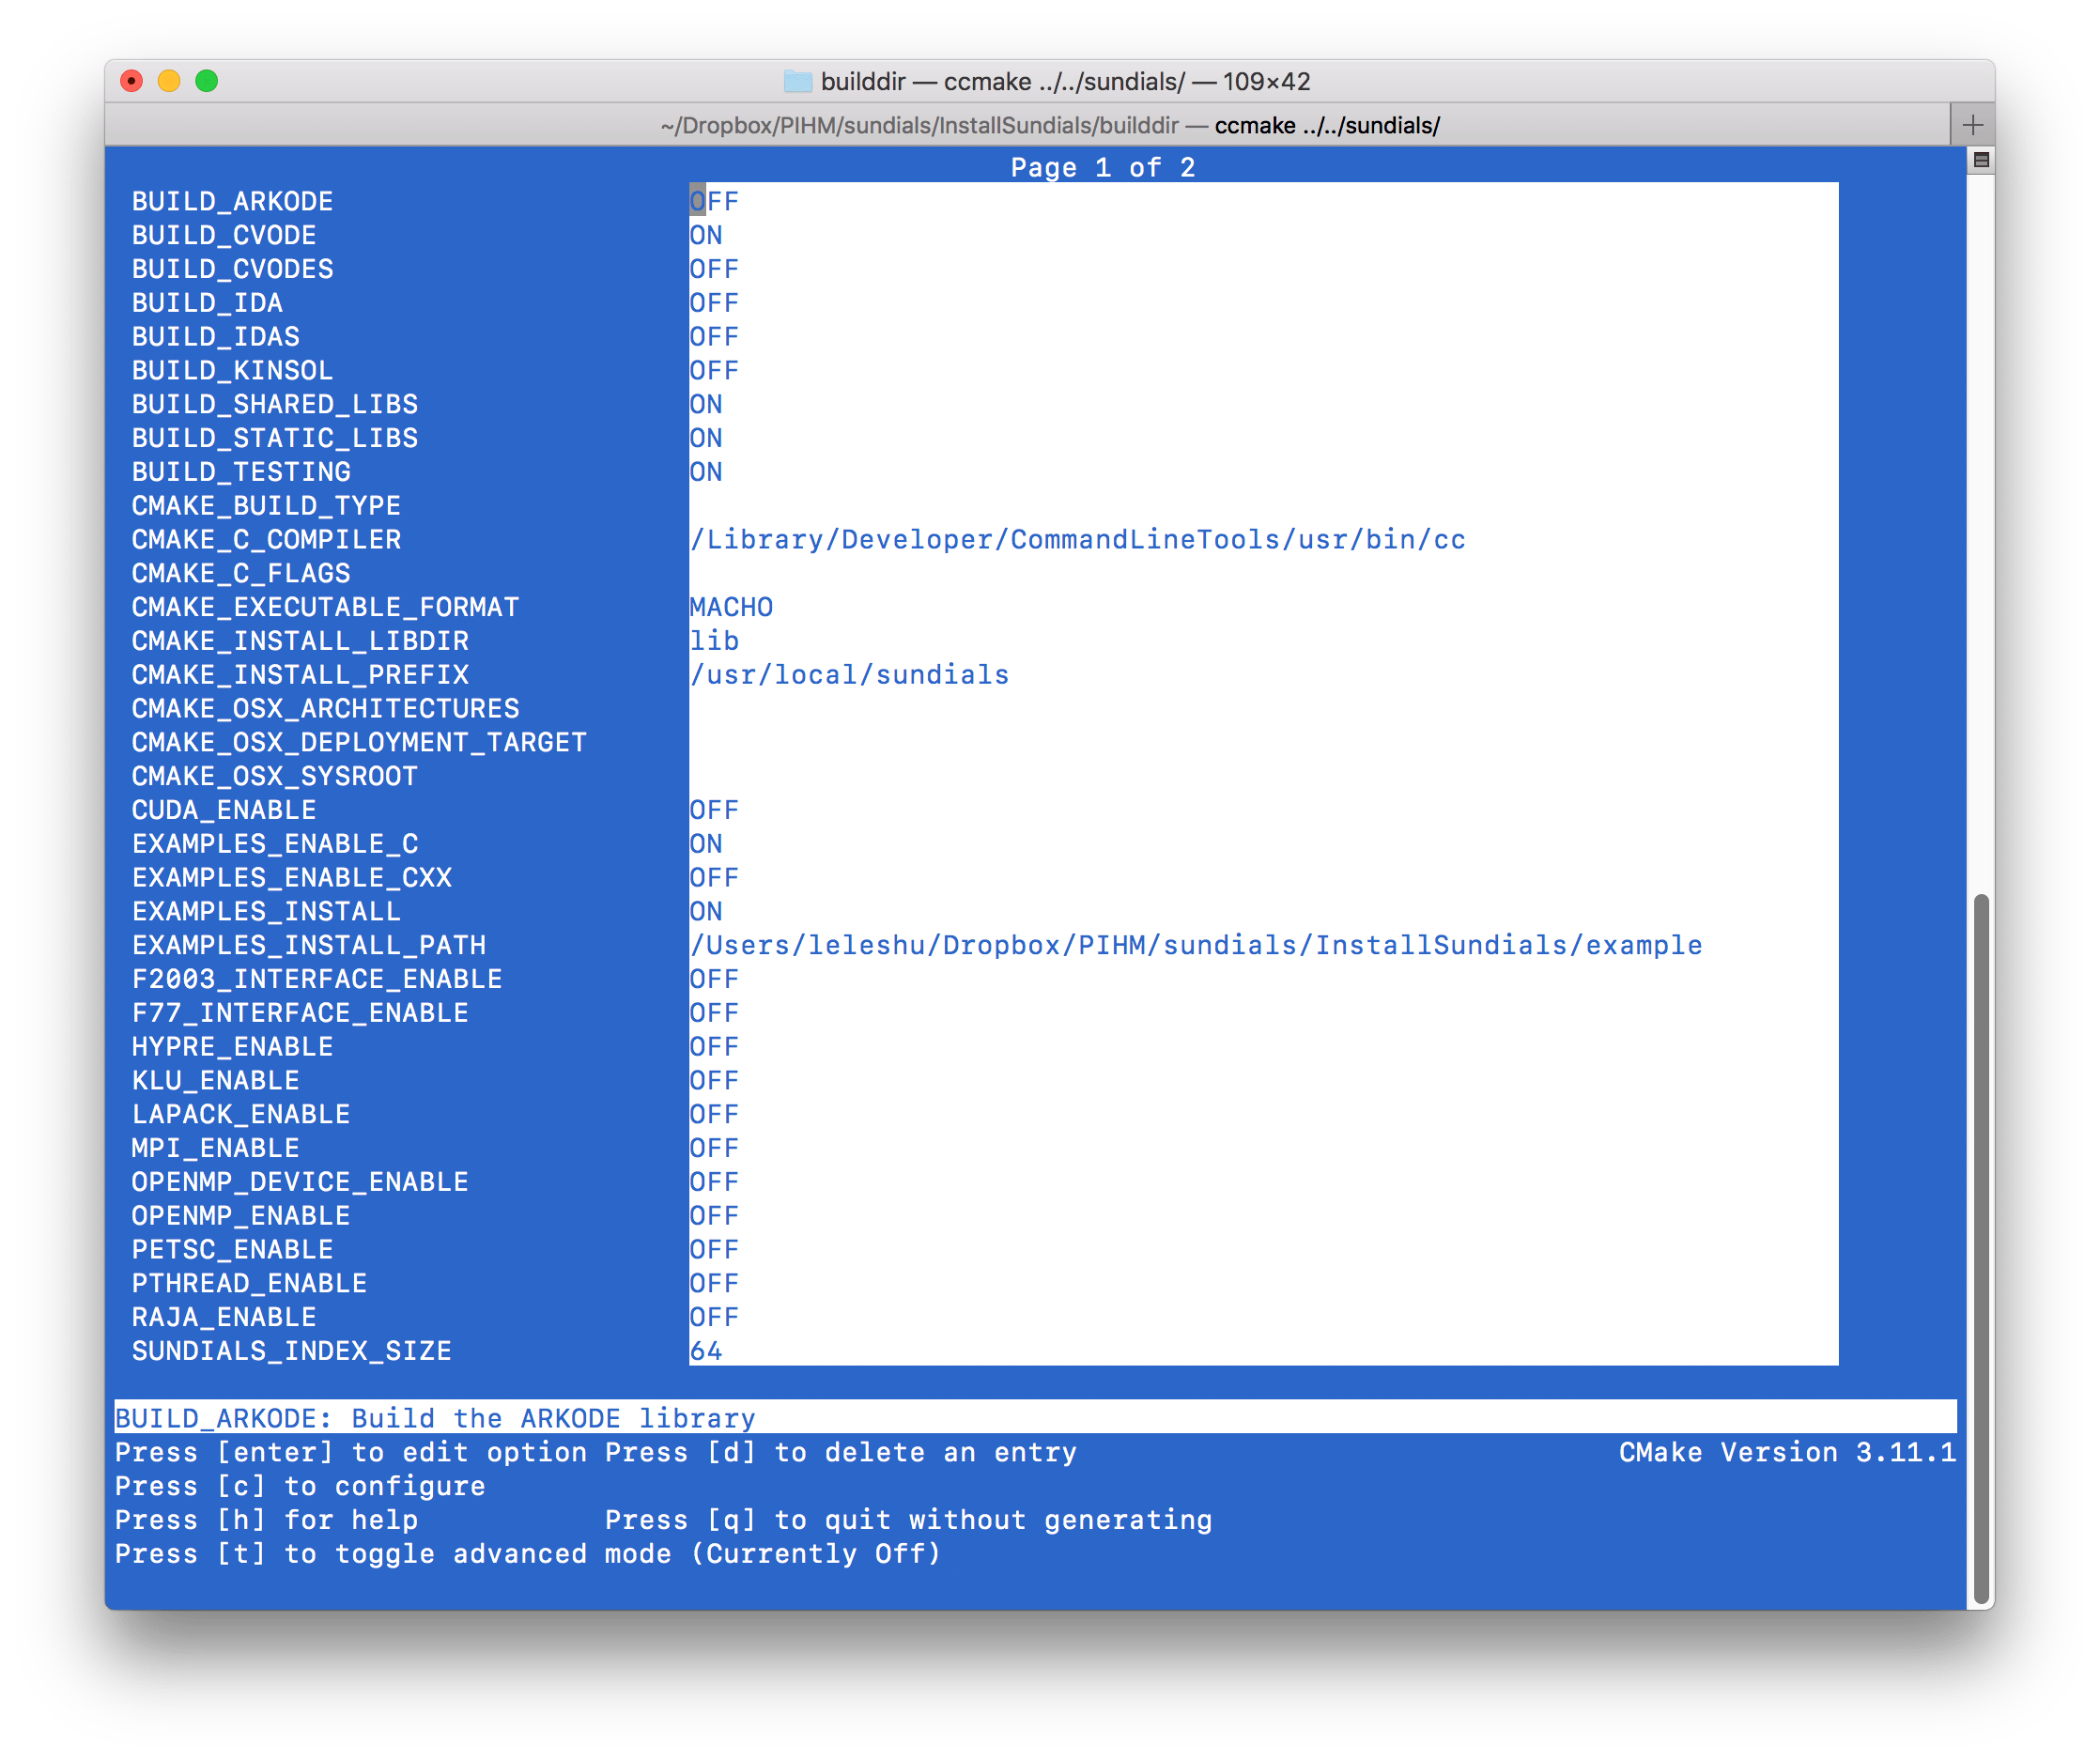 builddir — ccmake ../../sundials/ — 109×42
~/Dropbox/PIHM/sundials/InstallSundials/builddir — ccmake ../../sundials/
Page 1 of 2
BUILD_ARKODE OFF
BUILD_CVODE ON
BUILD_CVODES OFF
BUILD_IDA OFF
BUILD_IDAS OFF
BUILD_KINSOL OFF
BUILD_SHARED_LIBS ON
BUILD_STATIC_LIBS ON
BUILD_TESTING ON
CMAKE_BUILD_TYPE
CMAKE_C_COMPILER /Library/Developer/CommandLineTools/usr/bin/cc
CMAKE_C_FLAGS
CMAKE_EXECUTABLE_FORMAT MACHO
CMAKE_INSTALL_LIBDIR lib
CMAKE_INSTALL_PREFIX /usr/local/sundials
CMAKE_OSX_ARCHITECTURES
CMAKE_OSX_DEPLOYMENT_TARGET
CMAKE_OSX_SYSROOT
CUDA_ENABLE OFF
EXAMPLES_ENABLE_C ON
EXAMPLES_ENABLE_CXX OFF
EXAMPLES_INSTALL ON
EXAMPLES_INSTALL_PATH /Users/leleshu/Dropbox/PIHM/sundials/InstallSundials/example
F2003_INTERFACE_ENABLE OFF
F77_INTERFACE_ENABLE OFF
HYPRE_ENABLE OFF
KLU_ENABLE OFF
LAPACK_ENABLE OFF
MPI_ENABLE OFF
OPENMP_DEVICE_ENABLE OFF
OPENMP_ENABLE OFF
PETSC_ENABLE OFF
PTHREAD_ENABLE OFF
RAJA_ENABLE OFF
SUNDIALS_INDEX_SIZE 64
BUILD_ARKODE: Build the ARKODE library
Press [enter] to edit option Press [d] to delete an entry CMake Version 3.11.1
Press [c] to configure
Press [h] for help Press [q] to quit without generating
Press [t] to toggle advanced mode (Currently Off)